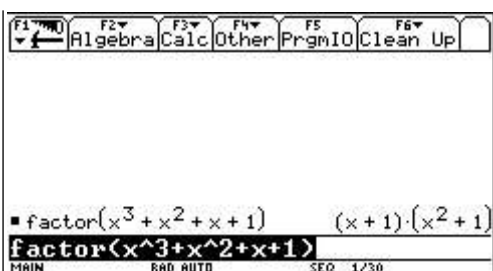 F1 F2 Algebra F3 Calc F4 Other F5 PrgmIO F6 Clean Up
factor(x³ + x² + x + 1) (x + 1)·(x² + 1)
factor(x^3+x^2+x+1)
MAIN RAD AUTO SEQ 1/30